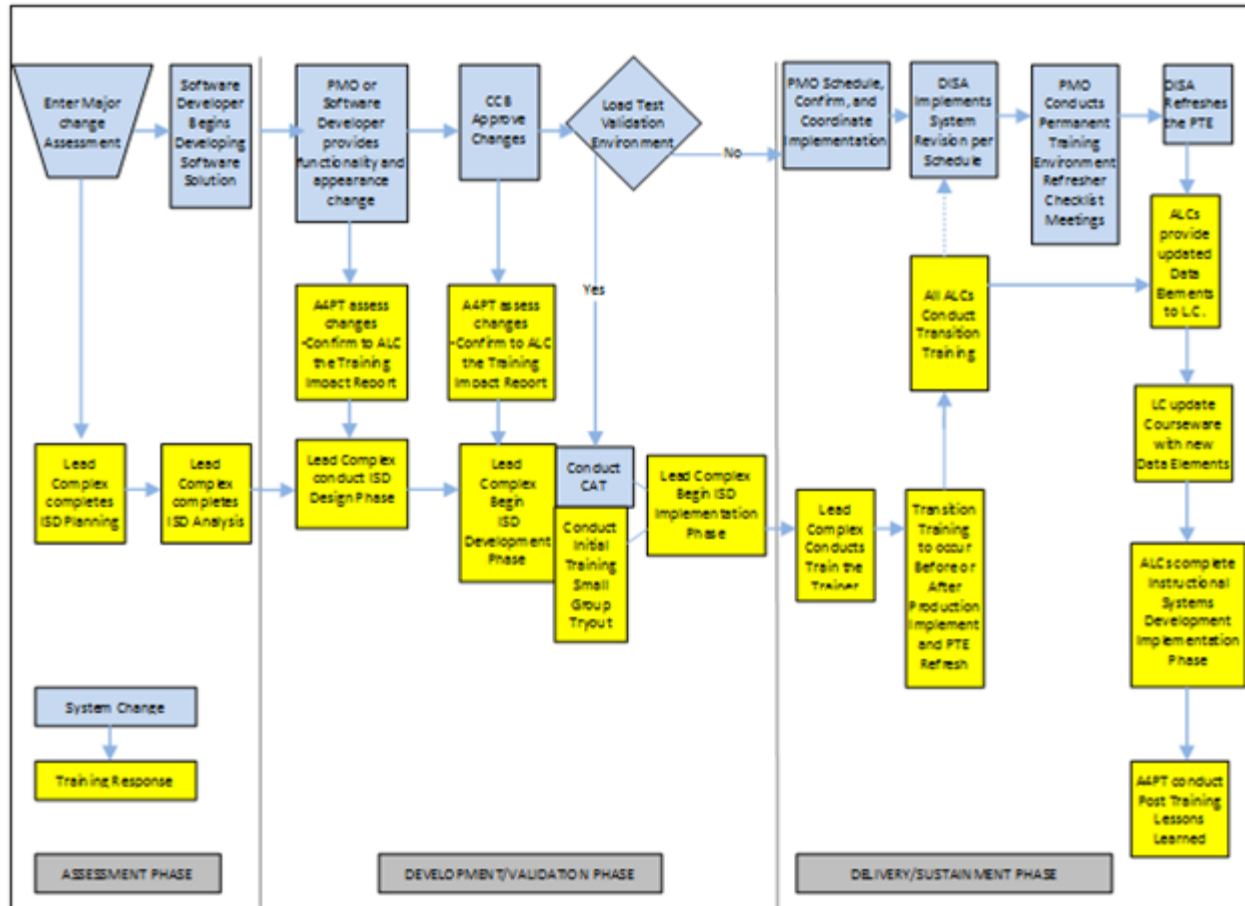 Enter Major
change
Assessment
Software
Developer
Begins
Developing
Software
Solution
PMO or
Software
Developer
provides
functionality and
appearance
change
CCB
Approve
Changes
Load Test
Validation
Environment
No
Yes
PMO Schedule,
Confirm, and
Coordinate
Implementation
DISA
Implements
System
Revision per
Schedule
PMO
Conducts
Permanent
Training
Environment
Refresher
Checklist
Meetings
DISA
Refreshes
the PTE
A4PT assess
changes
-Confirm to ALC
the Training
Impact Report
A4PT assess
changes
-Confirm to ALC
the Training
Impact Report
All ALCs
Conduct
Transition
Training
ALCs
provide
updated
Data
Elements
to L.C.
LC update
Courseware
with new
Data Elements
Lead
Complex
completes
ISD Planning
Lead
Complex
completes
ISD Analysis
Lead Complex
conduct ISD
Design Phase
Lead
Complex
Begin
ISD
Development
Phase
Conduct
CAT
Conduct
Initial
Training
Small
Group
Tryout
Lead Complex
Begin ISD
Implementation
Phase
Lead
Complex
Conducts
Train the
Trainer
Transition
Training
to occur
Before or
After
Production
Implement
and PTE
Refresh
ALCs complete
Instructional
Systems
Development
Implementation
Phase
A4PT conduct
Post Training
Lessons
Learned
System Change
Training Response
ASSESSMENT PHASE
DEVELOPMENT/VALIDATION PHASE
DELIVERY/SUSTAINMENT PHASE